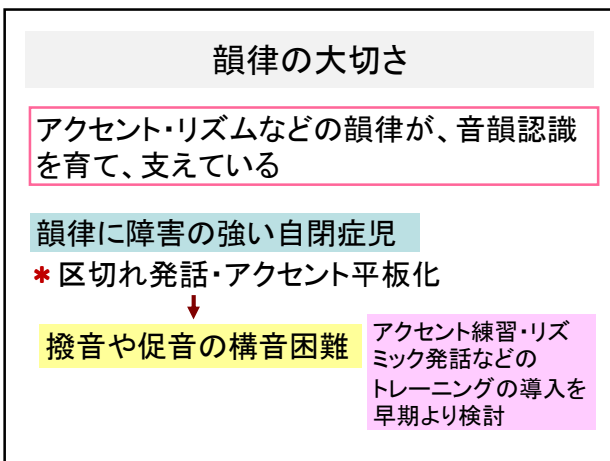 韻律の大切さ
アクセント・リズムなどの韻律が、音韻認識
を育て、支えている
韻律に障害の強い自閉症児
*区切れ発話・アクセント平板化
↓
撥音や促音の構音困難
アクセント練習・リズ
ミック発話などの
トレーニングの導入を
早期より検討